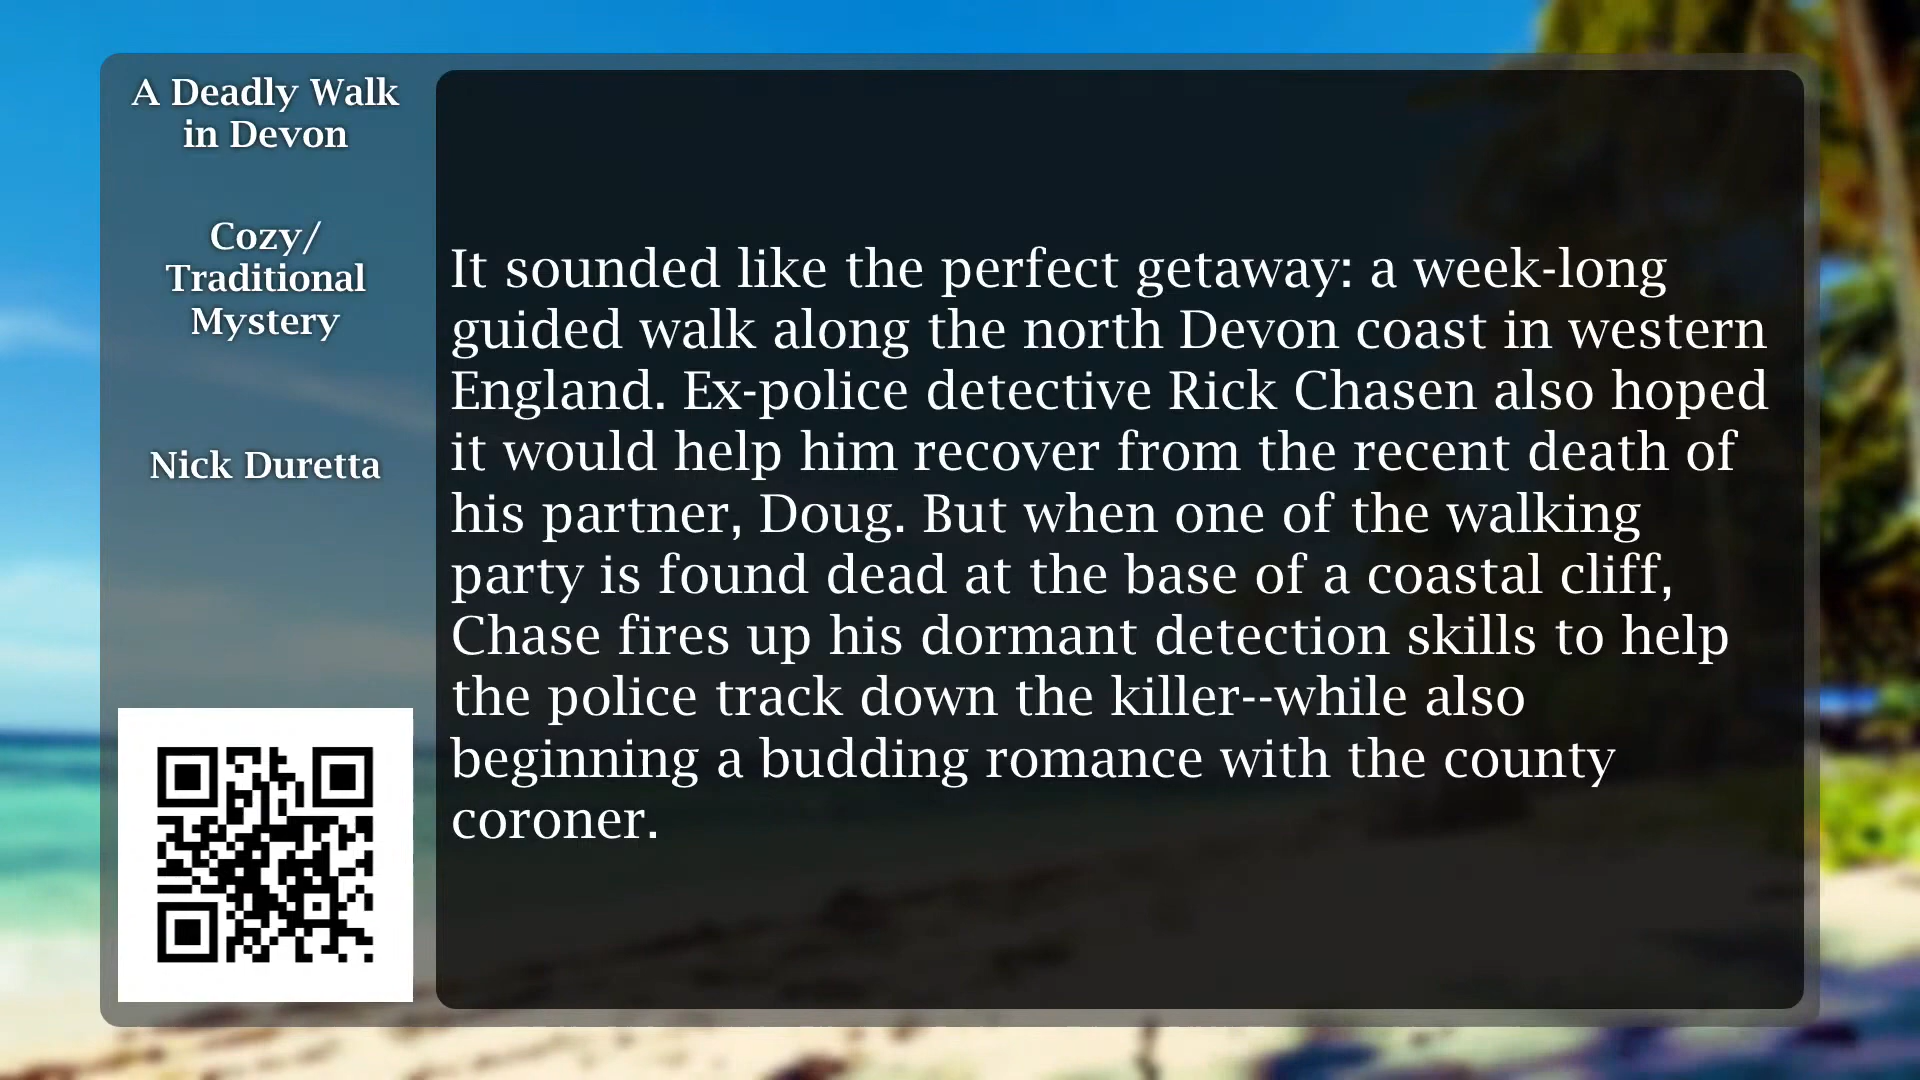 A Deadly Walk
in Devon
Cozy/
Traditional
Mystery
Nick Duretta
It sounded like the perfect getaway: a week-long
guided walk along the north Devon coast in western
England. Ex-police detective Rick Chasen also hoped
it would help him recover from the recent death of
his partner, Doug. But when one of the walking
party is found dead at the base of a coastal cliff,
Chase fires up his dormant detection skills to help
the police track down the killer--while also
beginning a budding romance with the county
coroner.